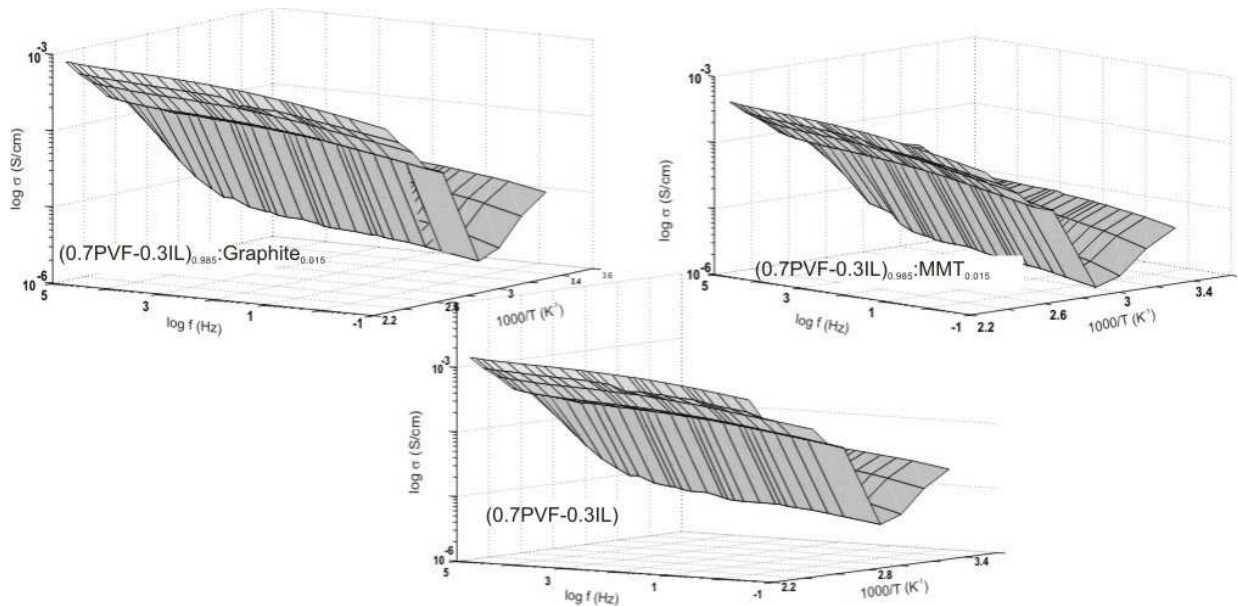 10⁻³
log σ (S/cm)
(0.7PVF-0.3IL)₀.₉₈₅:Graphite₀.₀₁₅
10⁻⁶
5
3
1
-1
log f (Hz)
2.2
2.6
3
3.4
3.6
1000/T (K⁻¹)
10⁻³
log σ (S/cm)
(0.7PVF-0.3IL)₀.₉₈₅:MMT₀.₀₁₅
10⁻⁶
5
3
1
-1
log f (Hz)
2.2
2.6
3
3.4
1000/T (K⁻¹)
10⁻³
log σ (S/cm)
(0.7PVF-0.3IL)
10⁻⁶
5
3
1
-1
log f (Hz)
2.2
2.8
3.4
1000/T (K⁻¹)